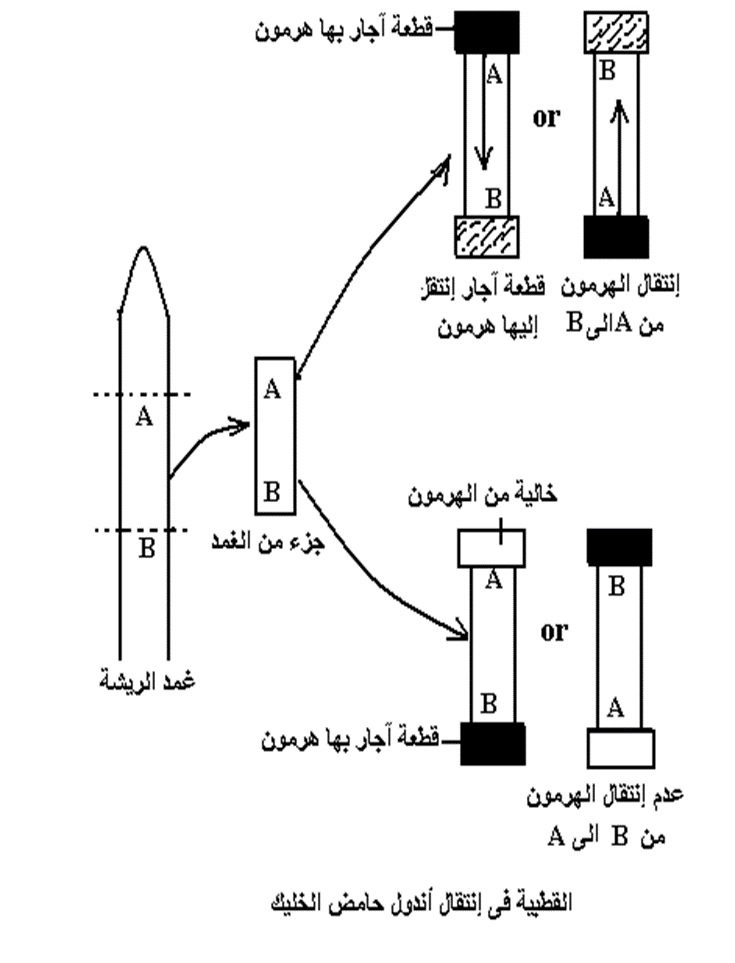 قطعة آجار بها هرمون
A
B
or
B
A
قطعة آجار إنتقل
إليها هرمون
إنتقال الهرمون
من A الى B
A
B
غمد الريشة
A
B
جزء من الغمد
خالية من الهرمون
A
B
or
B
A
قطعة آجار بها هرمون
عدم إنتقال الهرمون
من B الى A
القطبية فى إنتقال أندول حامض الخليك